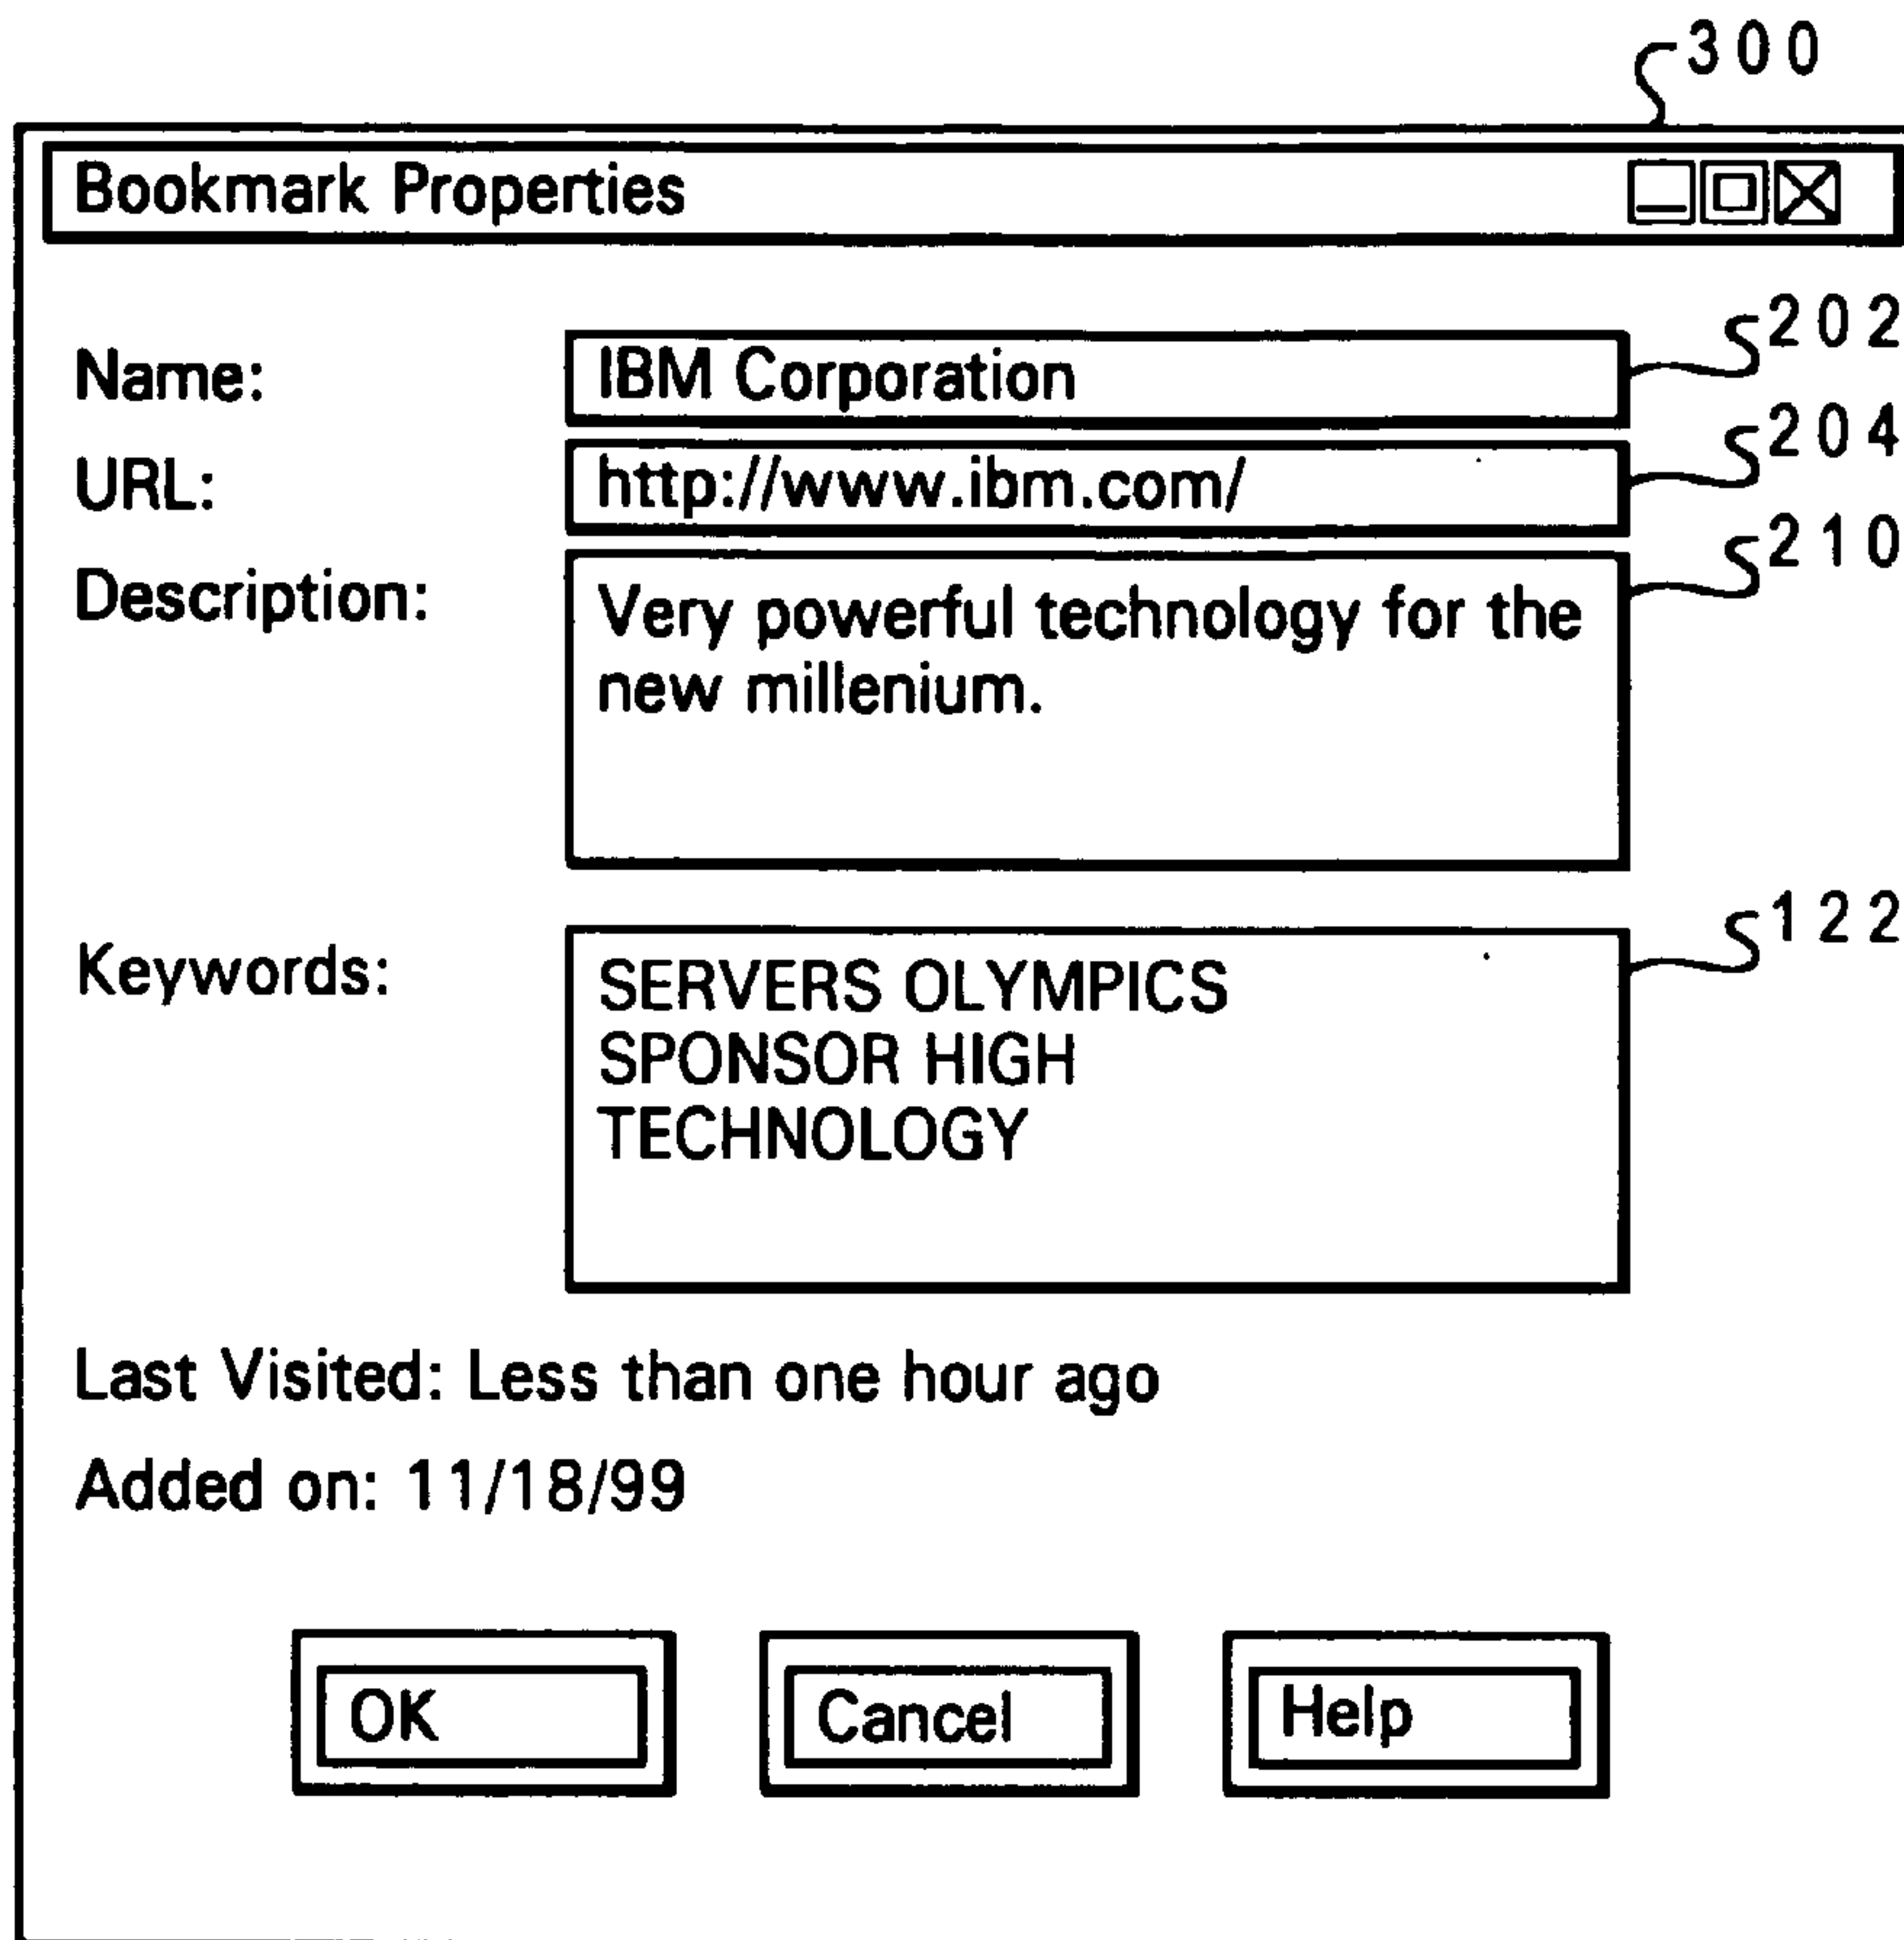 300
Bookmark Properties
Name: IBM Corporation 202
URL: http://www.ibm.com/ 204
Description: Very powerful technology for the 210
new millenium.
Keywords: SERVERS OLYMPICS 122
SPONSOR HIGH
TECHNOLOGY
Last Visited: Less than one hour ago
Added on: 11/18/99
OK Cancel Help